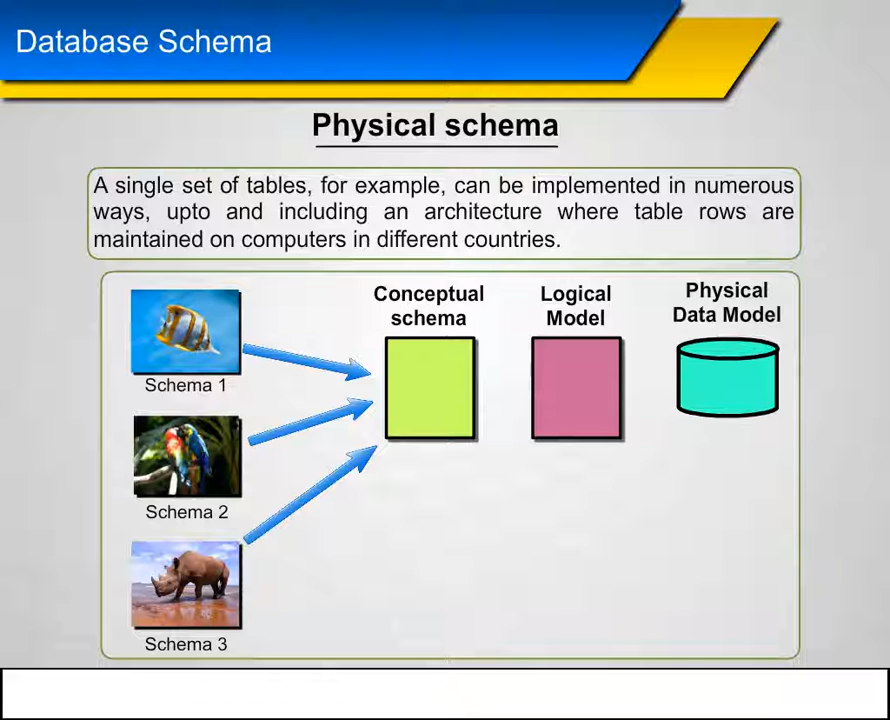 Database Schema
Physical schema
A single set of tables, for example, can be implemented in numerous
ways, upto and including an architecture where table rows are
maintained on computers in different countries.
Conceptual
schema
Logical
Model
Physical
Data Model
Schema 1
Schema 2
Schema 3